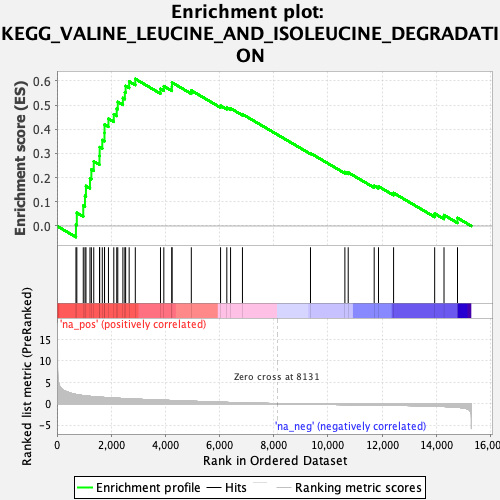 Enrichment plot:
KEGG_VALINE_LEUCINE_AND_ISOLEUCINE_DEGRADATI
ON
Enrichment score (ES)
0.6
0.5
0.4
0.3
0.2
0.1
0.0
'na_pos' (positively correlated)
Ranked list metric (PreRanked)
15
10
5
0
-5
Zero cross at 8131
'na_neg' (negatively correlated)
0 2,000 4,000 6,000 8,000 10,000 12,000 14,000 16,000
Rank in Ordered Dataset
Enrichment profile Hits Ranking metric scores